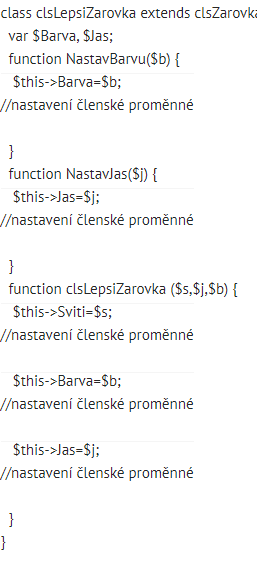 class clsLepsiZarovka extends clsZarovka
var $Barva, $Jas;
function NastavBarvu($b) {
$this->Barva=$b;
//nastavení členské proměnné
}
function NastavJas($j) {
$this->Jas=$j;
//nastavení členské proměnné
}
function clsLepsiZarovka ($s,$j,$b) {
$this->Sviti=$s;
//nastavení členské proměnné
$this->Barva=$b;
//nastavení členské proměnné
$this->Jas=$j;
//nastavení členské proměnné
}
}